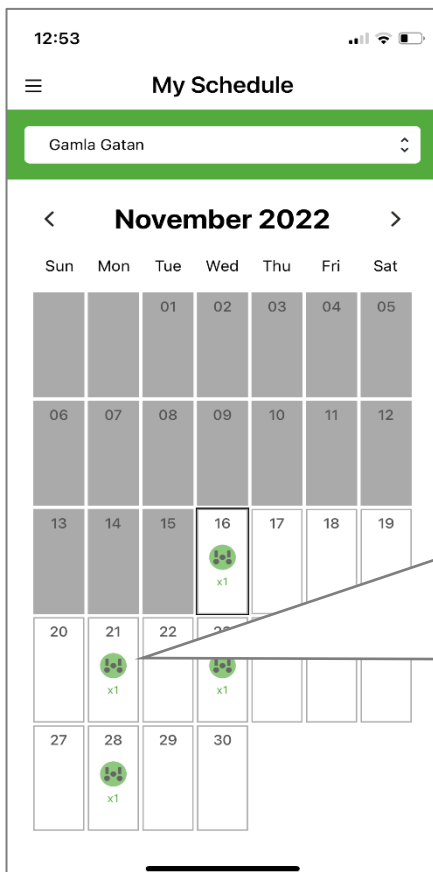 12:53
My Schedule
Gamla Gatan
November 2022
Sun Mon Tue Wed Thu Fri Sat
01 02 03 04 05
06 07 08 09 10 11 12
13 14 15 16 17 18 19
x1
20 21 22
x1 x1
27 28 29 30
x1